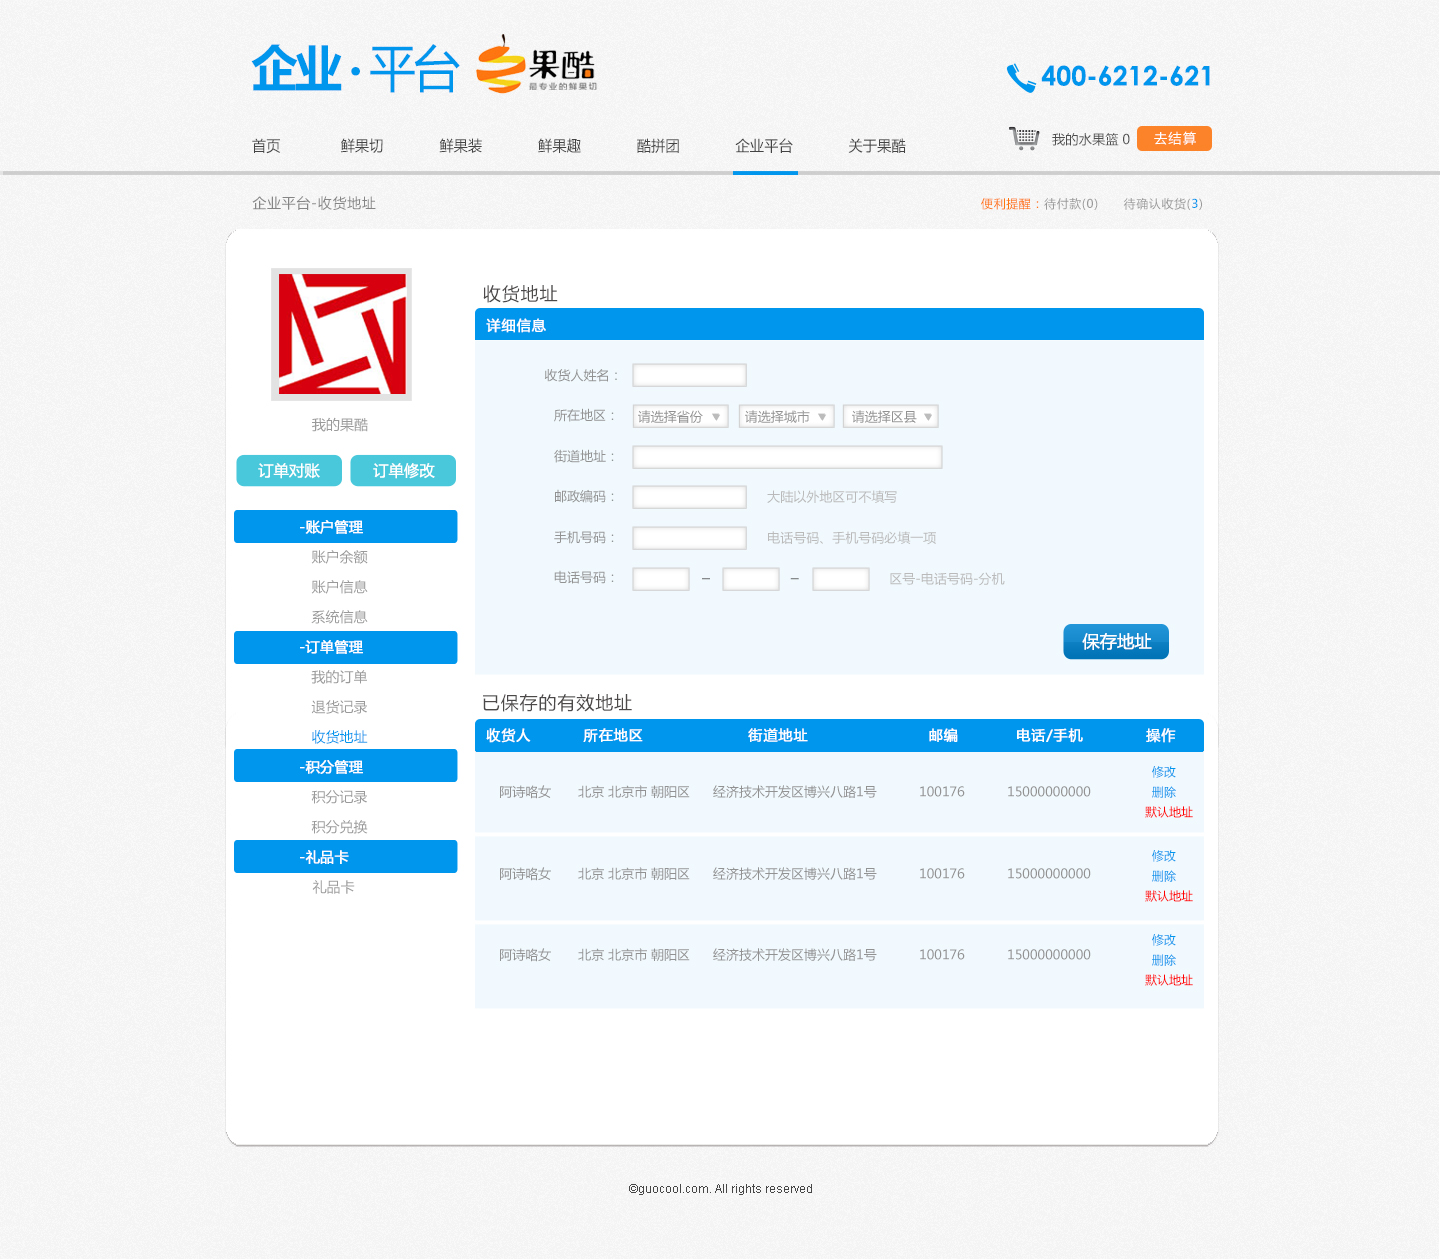 企业·平台 果酷
最专业的鲜果切
400-6212-621
首页 鲜果切 鲜果装 鲜果趣 酷拼团 企业平台 关于果酷
我的水果篮 0 去结算
企业平台-收货地址
便利提醒：待付款(0) 待确认收货(3)
我的果酷
订单对账 订单修改
-账户管理
账户余额
账户信息
系统信息
-订单管理
我的订单
退货记录
收货地址
-积分管理
积分记录
积分兑换
-礼品卡
礼品卡
收货地址
详细信息
收货人姓名：
所在地区： 请选择省份 请选择城市 请选择区县
街道地址：
邮政编码： 大陆以外地区可不填写
手机号码： 电话号码、手机号码必填一项
电话号码： – – 区号-电话号码-分机
保存地址
已保存的有效地址
收货人 所在地区 街道地址 邮编 电话/手机 操作
阿诗咯女 北京 北京市 朝阳区 经济技术开发区博兴八路1号 100176 15000000000
修改
删除
默认地址
阿诗咯女 北京 北京市 朝阳区 经济技术开发区博兴八路1号 100176 15000000000
修改
删除
默认地址
阿诗咯女 北京 北京市 朝阳区 经济技术开发区博兴八路1号 100176 15000000000
修改
删除
默认地址
©guocool.com. All rights reserved